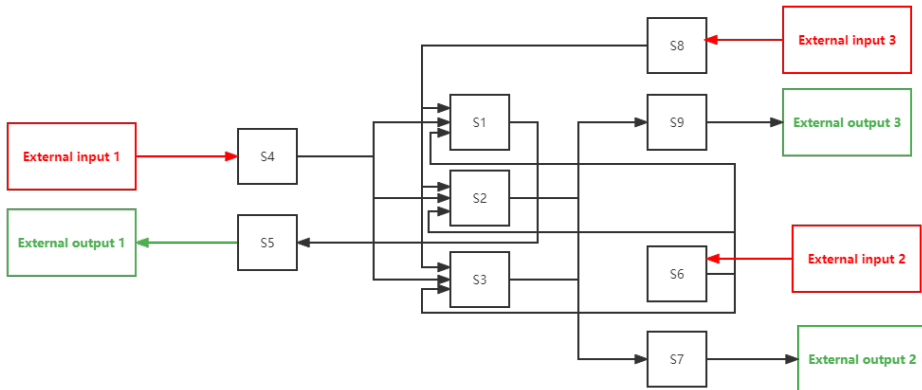 S8
External input 3
S1
S9
External output 3
External input 1
S4
S2
External output 1
S5
S3
S6
External input 2
S7
External output 2